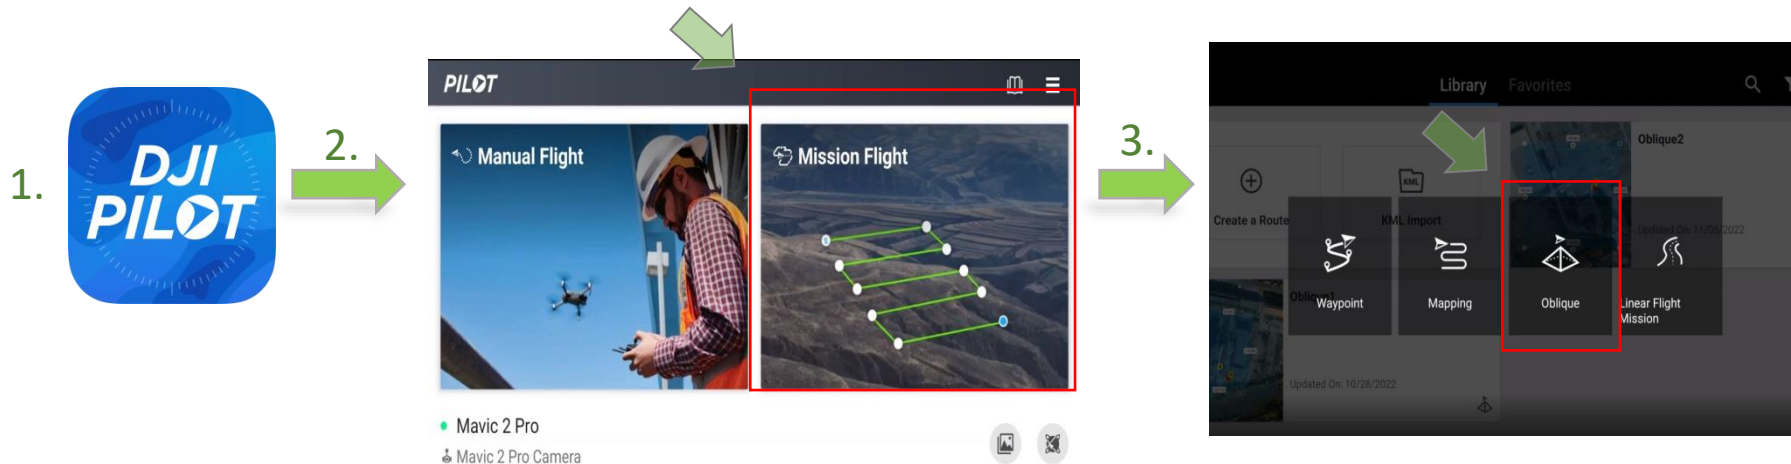 1.
DJI
PILOT
2.
PILOT
Manual Flight
Mission Flight
Mavic 2 Pro
Mavic 2 Pro Camera
3.
Library Favorites
Oblique2
Create a Route
KML
KML Import
Updated On: 11/05/2022
Oblique1
Waypoint
Mapping
Oblique
Linear Flight
Mission
Updated On: 10/28/2022